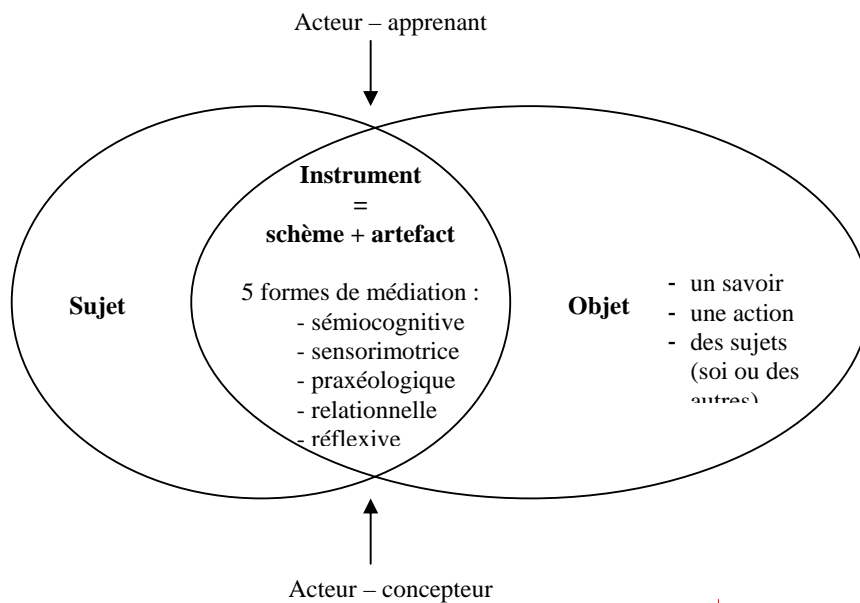 Acteur – apprenant
Instrument
=
schème + artefact
5 formes de médiation :
- sémiocognitive
- sensorimotrice
- praxéologique
- relationnelle
- réflexive
Sujet
Objet
- un savoir
- une action
- des sujets
(soi ou des
autres)
Acteur – concepteur